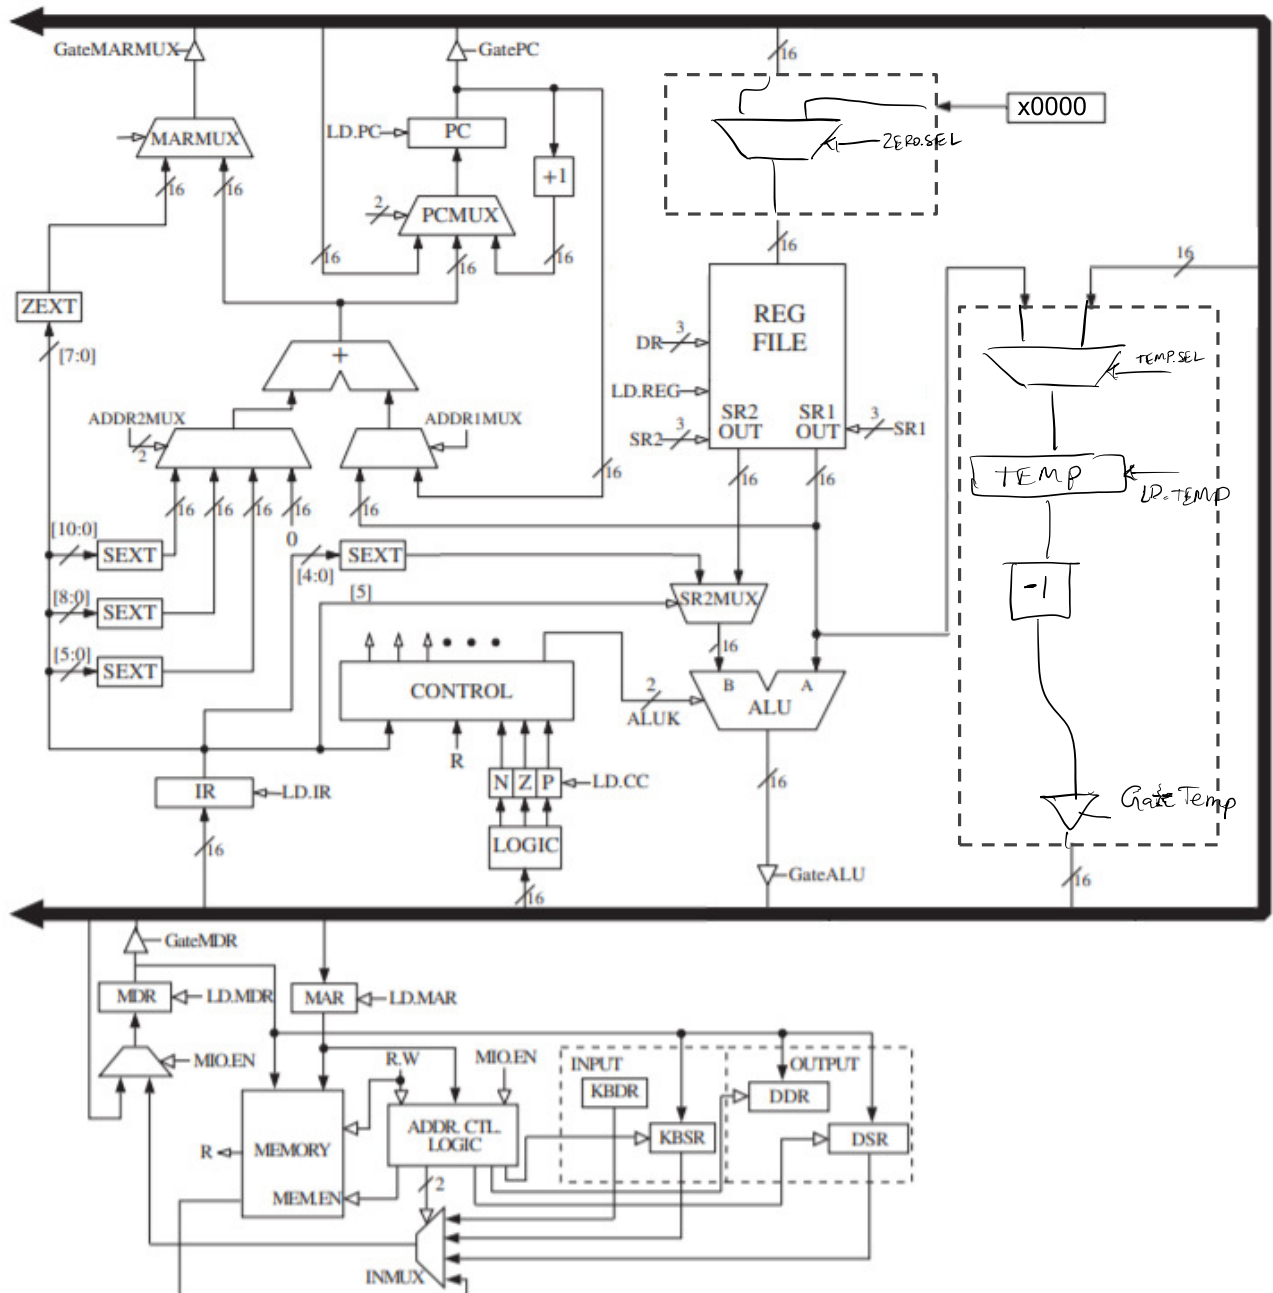 GateMARMUX
GatePC
16
MARMUX
LD.PC
PC
+1
x0000
ZERO.SEL
16
16
2
PCMUX
16
16
16
16
16
ZEXT
[7:0]
REG
FILE
DR
3
LD.REG
SR2
OUT
SR1
OUT
SR2
3
3
SR1
+
ADDR2MUX
2
ADDR1MUX
TEMP.SEL
TEMP
LD.TEMP
-1
16
16
16
16
16
16
16
16
16
[10:0]
SEXT
0
[4:0]
SEXT
[8:0]
SEXT
[5]
SR2MUX
[5:0]
SEXT
16
CONTROL
2
ALUK
B
A
ALU
R
IR
LD.IR
N
Z
P
LD.CC
16
Gate Temp
LOGIC
16
16
GateALU
16
GateMDR
MDR
LD.MDR
MAR
LD.MAR
MIO.EN
R.W
MIO.EN
INPUT
KBDR
OUTPUT
DDR
ADDR. CTL.
LOGIC
KBSR
DSR
R
MEMORY
MEM.EN
2
INMUX